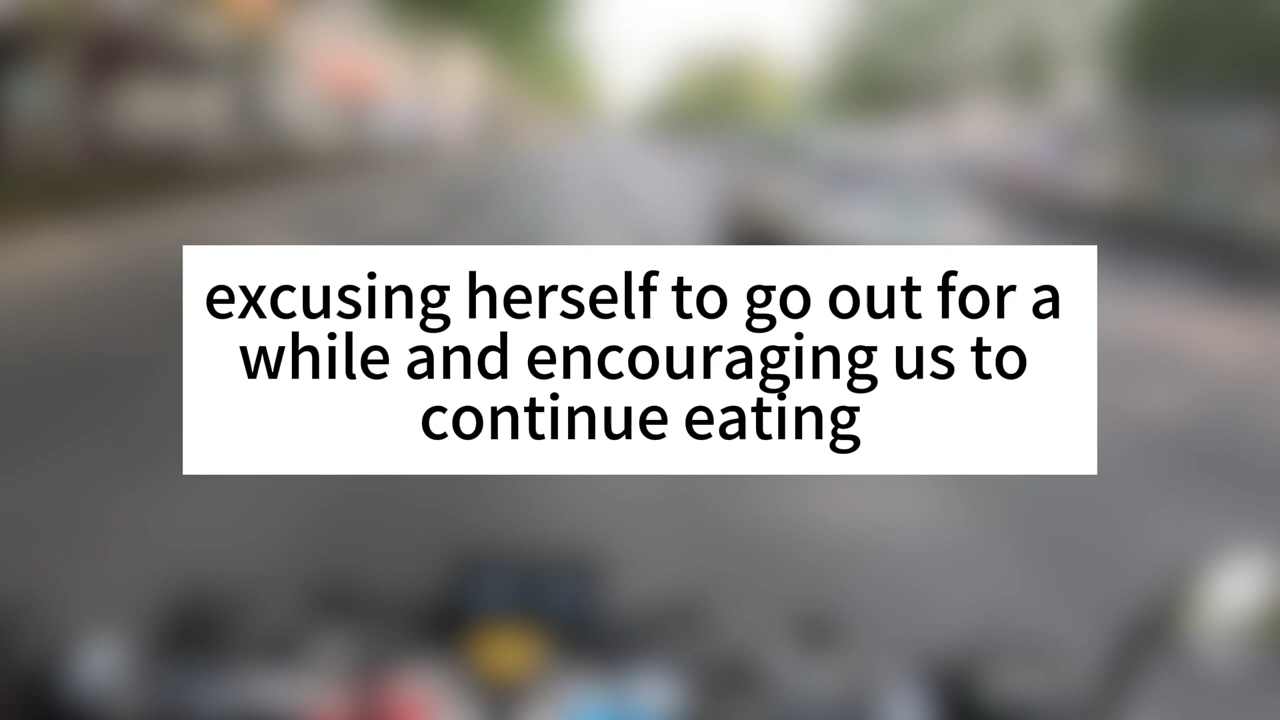 excusing herself to go out for a
while and encouraging us to
continue eating